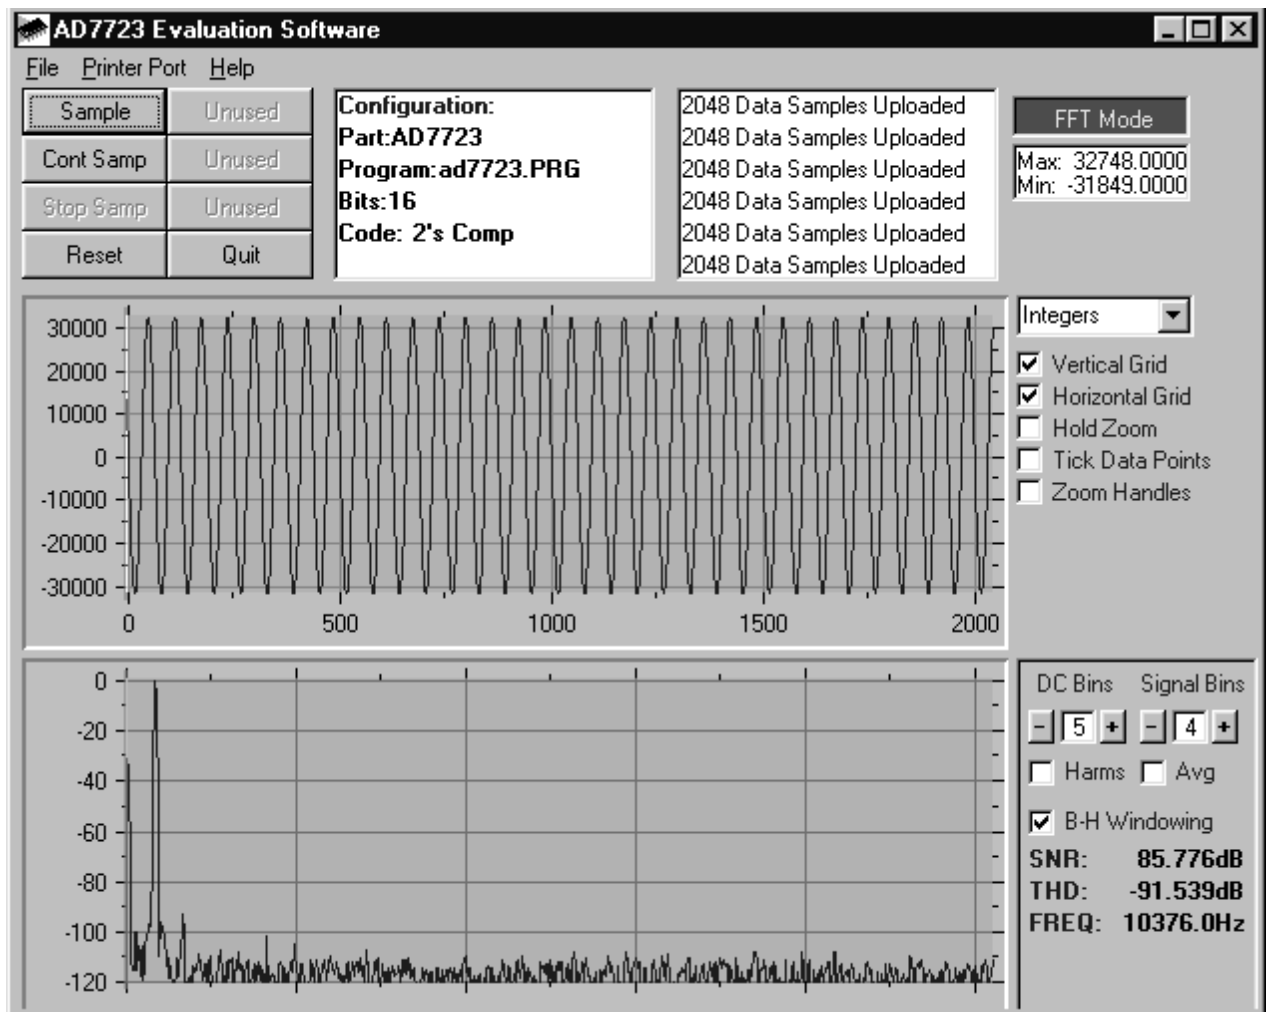 AD7723 Evaluation Software
File Printer Port Help
Sample Unused
Cont Samp Unused
Stop Samp Unused
Reset Quit
Configuration:
Part:AD7723
Program:ad7723.PRG
Bits:16
Code: 2's Comp
2048 Data Samples Uploaded
2048 Data Samples Uploaded
2048 Data Samples Uploaded
2048 Data Samples Uploaded
2048 Data Samples Uploaded
2048 Data Samples Uploaded
FFT Mode
Max: 32748.0000
Min: -31849.0000
30000
20000
10000
0
-10000
-20000
-30000
0 500 1000 1500 2000
Integers
Vertical Grid
Horizontal Grid
Hold Zoom
Tick Data Points
Zoom Handles
0
-20
-40
-60
-80
-100
-120
DC Bins Signal Bins
- 5 + - 4 +
Harms Avg
B-H Windowing
SNR: 85.776dB
THD: -91.539dB
FREQ: 10376.0Hz